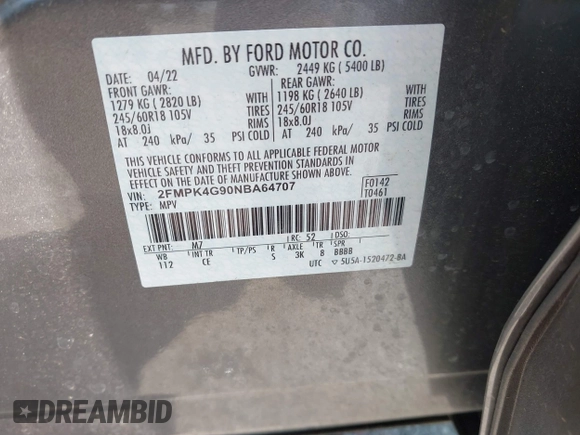 MFD. BY FORD MOTOR CO.
DATE: 04/22 GVWR: 2449 KG ( 5400 LB)
FRONT GAWR: REAR GAWR:
1279 KG ( 2820 LB) WITH 1198 KG ( 2640 LB) WITH
245/60R18 105V TIRES 245/60R18 105V TIRES
18x8.0J RIMS 18x8.0J RIMS
AT 240 kPa/ 35 PSI COLD AT 240 kPa/ 35 PSI COLD
THIS VEHICLE CONFORMS TO ALL APPLICABLE FEDERAL MOTOR
VEHICLE SAFETY AND THEFT PREVENTION STANDARDS IN
EFFECT ON THE DATE OF MANUFACTURE SHOWN ABOVE.
VIN: 2FMPK4G90NBA64707 F0142
TYPE: MPV T0461
EXT PNT: M7 RC: 52 DSO:
WB INT TR TP/PS R AXLE TR SPR
112 CE S 3K 8 BBBB
UTC 5U5A-1520472-BA
DREAMBID